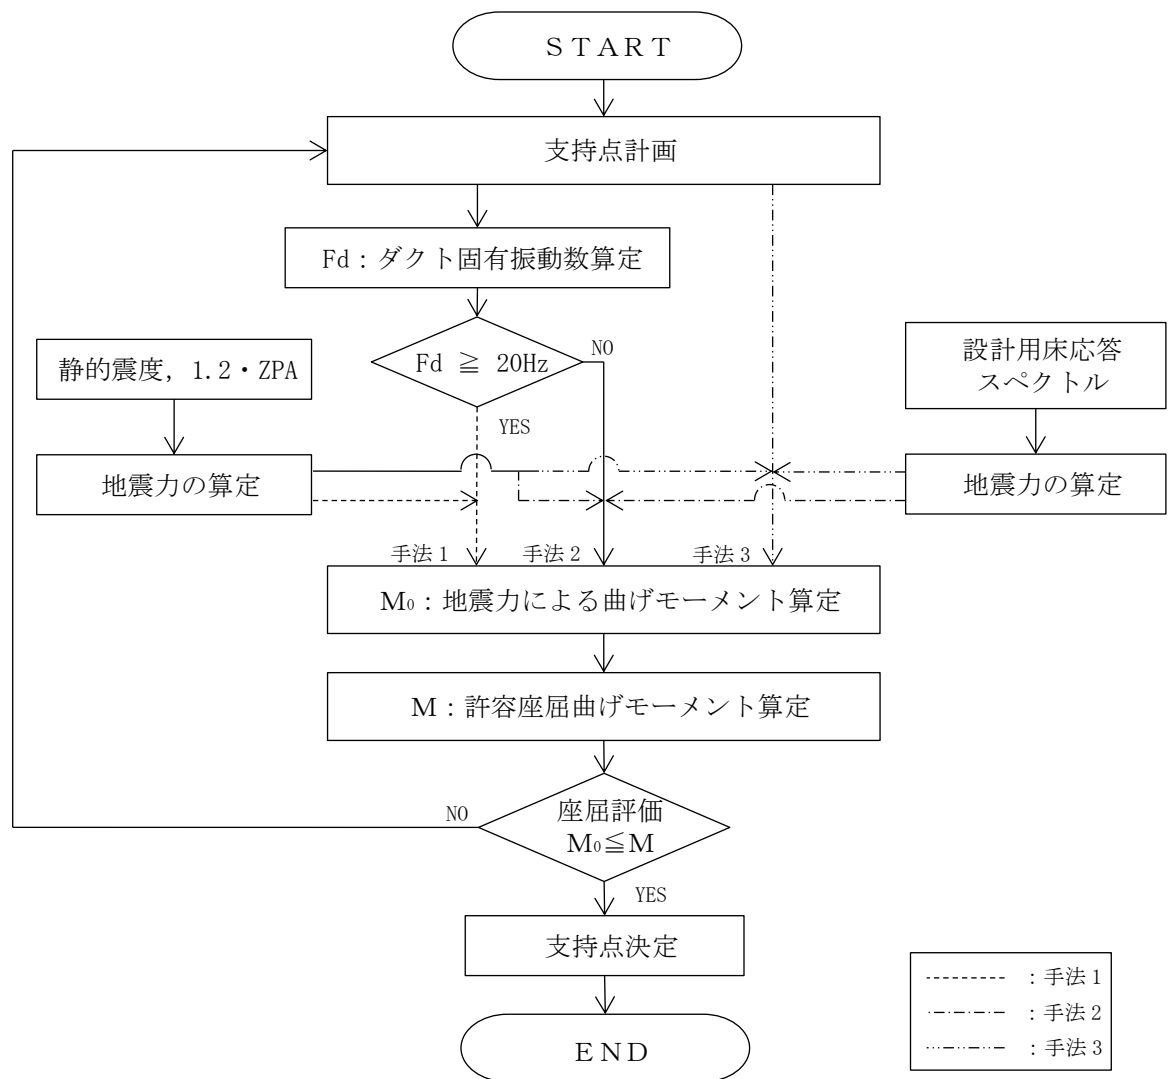 START
支持点計画
Fd：ダクト固有振動数算定
静的震度，1.2・ZPA
Fd ≧ 20Hz
NO
設計用床応答
スペクトル
YES
地震力の算定
地震力の算定
手法1
手法2
手法3
M₀：地震力による曲げモーメント算定
M：許容座屈曲げモーメント算定
NO
座屈評価
M₀≦M
YES
支持点決定
END
：手法1
：手法2
：手法3